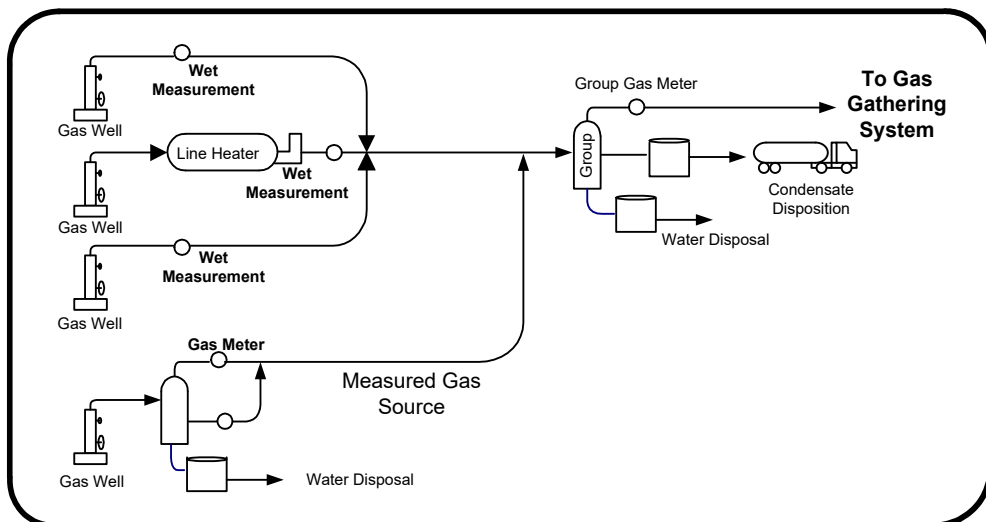 Wet
Measurement
Gas Well
Line Heater
Wet
Measurement
Gas Well
Wet
Measurement
Gas Well
Group Gas Meter
To Gas
Gathering
System
Group
Condensate
Disposition
Water Disposal
Gas Meter
Measured Gas
Source
Gas Well
Water Disposal